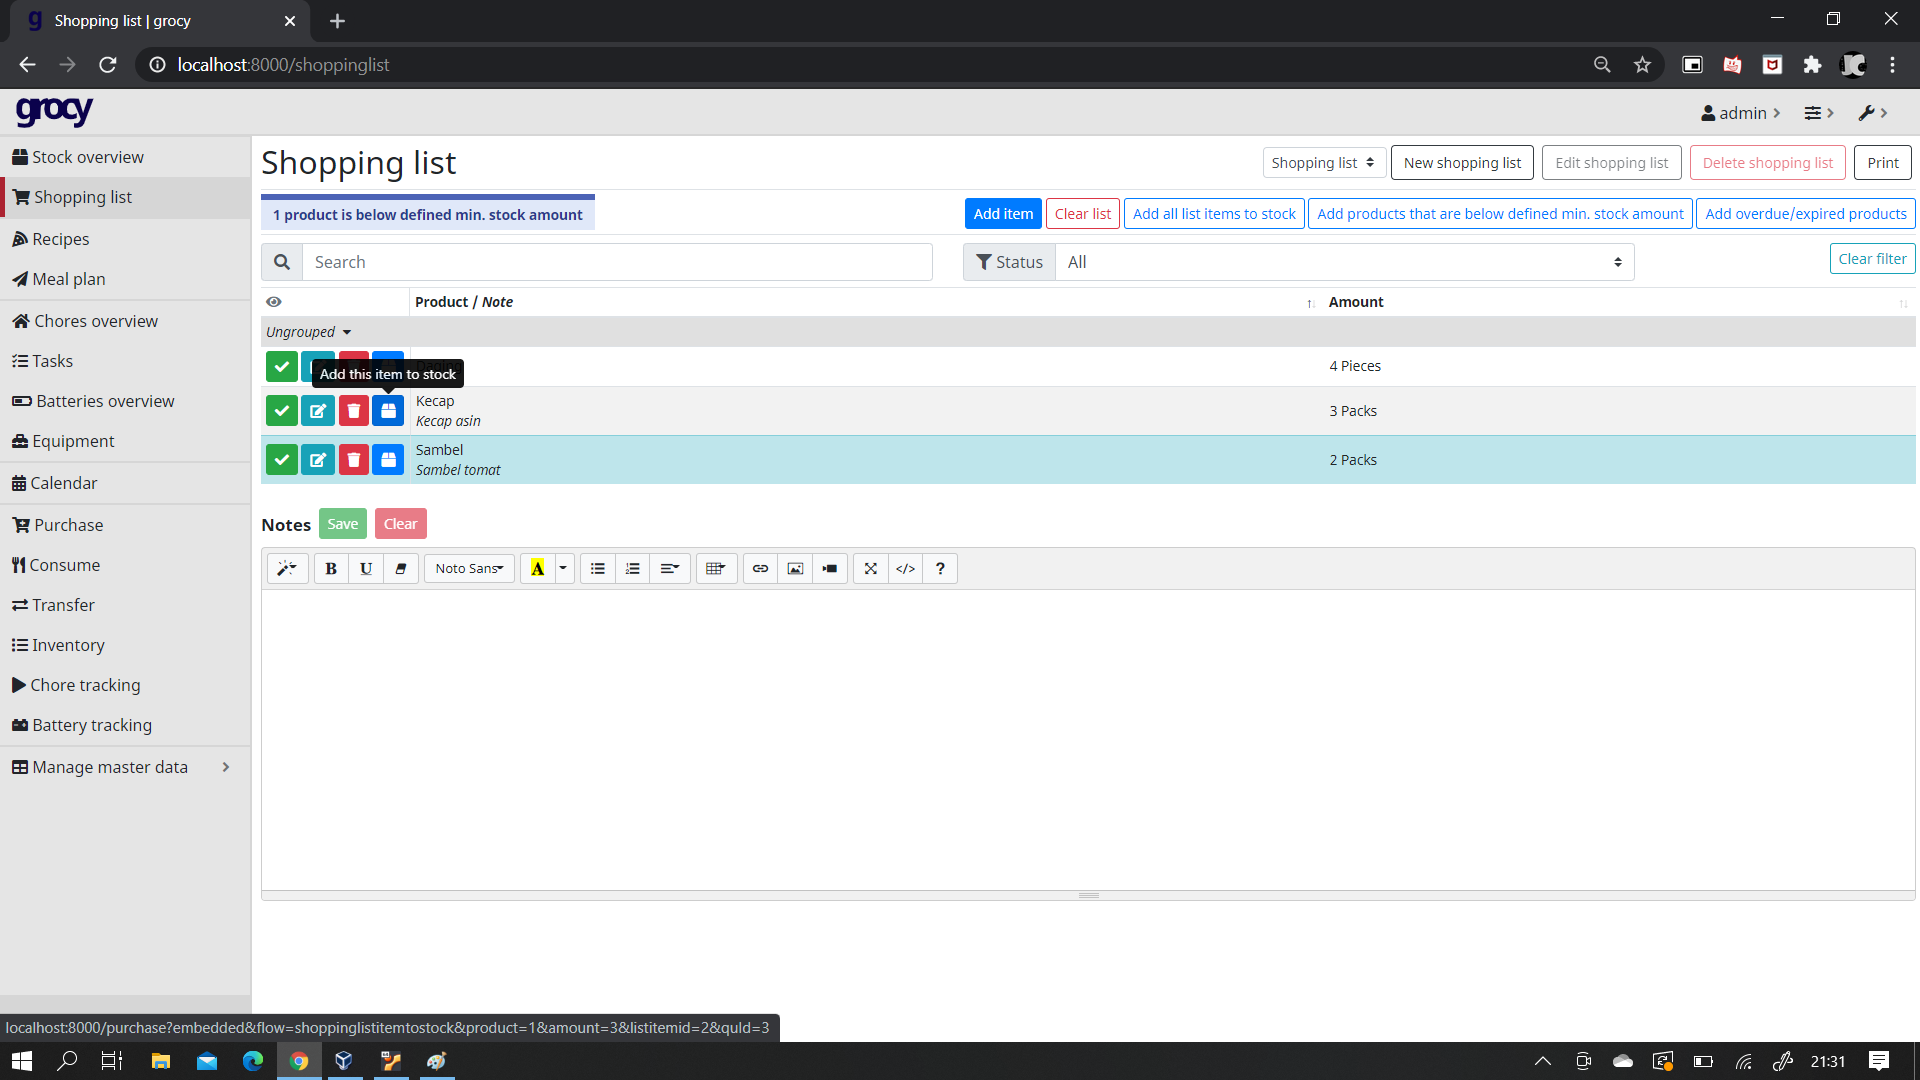 Shopping list | grocy
localhost:8000/shoppinglist
grocy
admin
Stock overview
Shopping list
Recipes
Meal plan
Chores overview
Tasks
Batteries overview
Equipment
Calendar
Purchase
Consume
Transfer
Inventory
Chore tracking
Battery tracking
Manage master data
Shopping list
Shopping list
New shopping list
Edit shopping list
Delete shopping list
Print
1 product is below defined min. stock amount
Add item
Clear list
Add all list items to stock
Add products that are below defined min. stock amount
Add overdue/expired products
Search
Status
All
Clear filter
Product / Note
Amount
Ungrouped
4 Pieces
Add this item to stock
Kecap
Kecap asin
3 Packs
Sambel
Sambel tomat
2 Packs
Notes
Save
Clear
B
U
Noto Sans
A
</>
?
localhost:8000/purchase?embedded&flow=shoppinglistitemtostock&product=1&amount=3&listitemid=2&quId=3
21:31